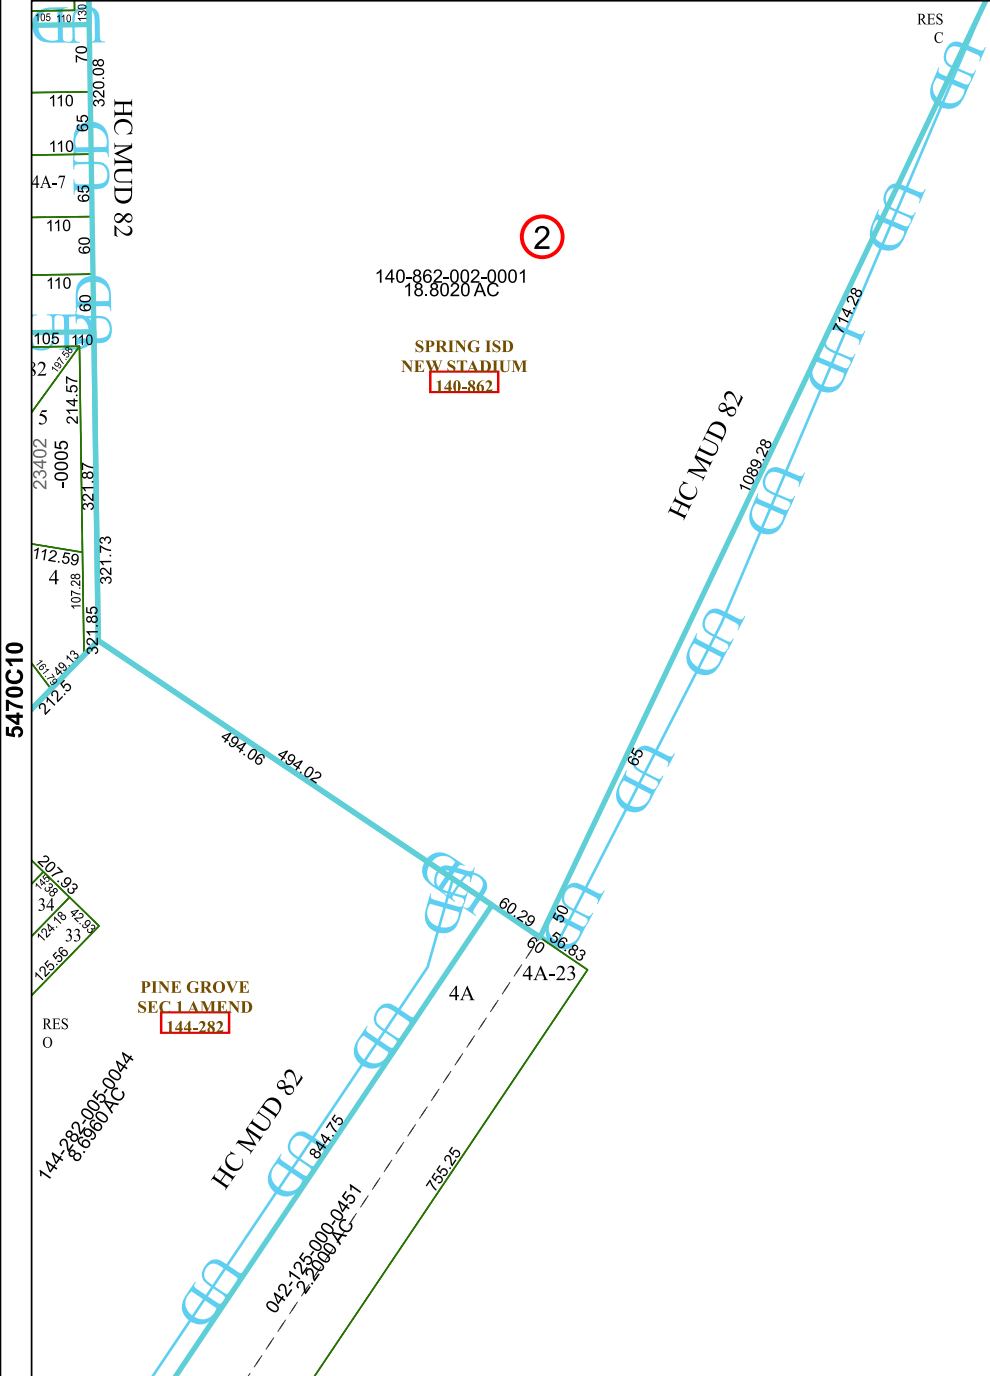 105
110
130
RES
C
70
320.08
110
HC MUD 82
65
110
4A-7
65
110
60
2
140-862-002-0001
18.8020 AC
110
60
714.28
105
110
SPRING ISD
NEW STADIUM
140-862
32
197.58
214.57
5
HC MUD 82
23402
-0005
321.87
1089.28
112.59
4
107.28
321.73
321.85
5470C10
161.79
49.13
212.5
494.06
494.02
65
207.93
34
124.18
42.93
33
125.56
60.29
50
60
56.83
4A-23
4A
PINE GROVE
SEC 1 AMEND
144-282
RES
O
144-282-005-0044
8.6960 AC
HC MUD 82
844.75
755.25
042-125-000-0451
2.2000 AC